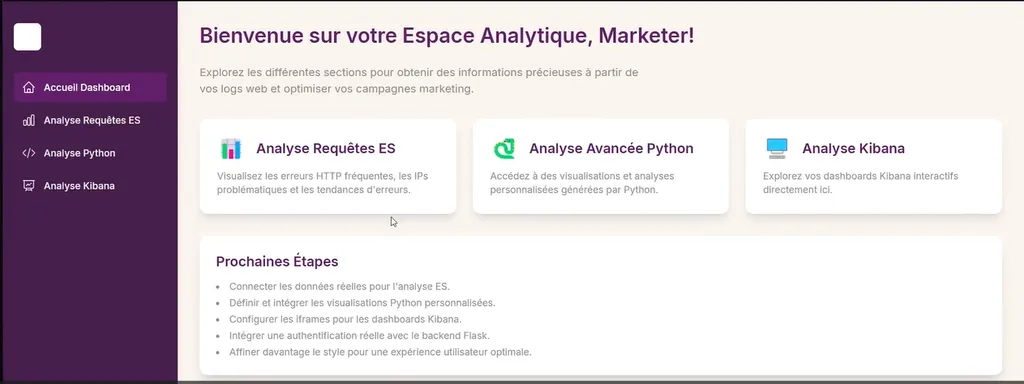 Bienvenue sur votre Espace Analytique, Marketer!
Explorez les différentes sections pour obtenir des informations précieuses à partir de
vos logs web et optimiser vos campagnes marketing.
Accueil Dashboard
Analyse Requêtes ES
Analyse Python
Analyse Kibana
Analyse Requêtes ES
Visualisez les erreurs HTTP fréquentes, les IPs
problématiques et les tendances d'erreurs.
Analyse Avancée Python
Accédez à des visualisations et analyses
personnalisées générées par Python.
Analyse Kibana
Explorez vos dashboards Kibana interactifs
directement ici.
Prochaines Étapes
• Connecter les données réelles pour l'analyse ES.
• Définir et intégrer les visualisations Python personnalisées.
• Configurer les iframes pour les dashboards Kibana.
• Intégrer une authentification réelle avec le backend Flask.
• Affiner davantage le style pour une expérience utilisateur optimale.